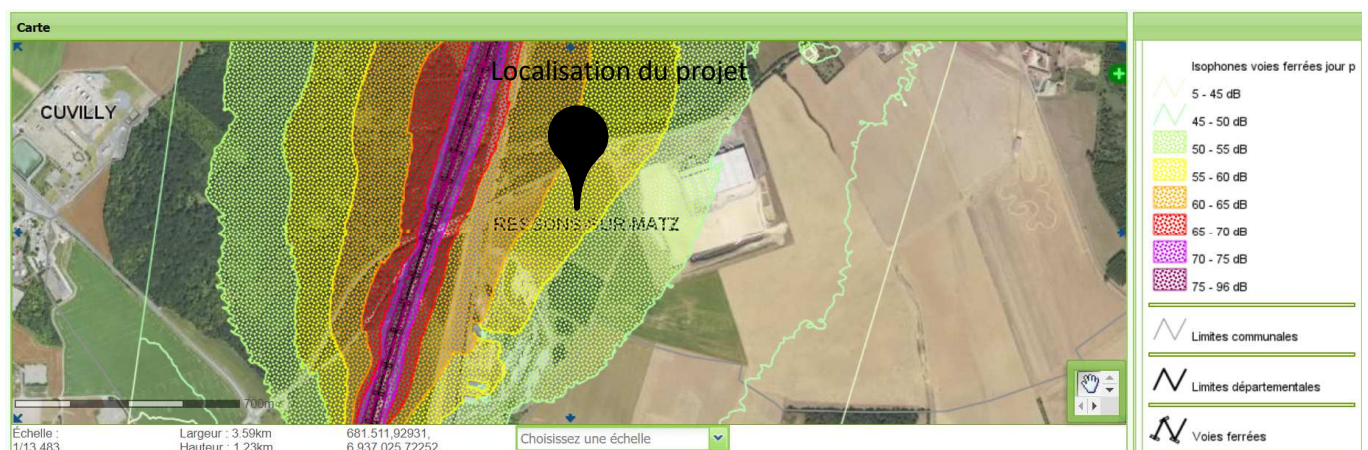 Carte
Localisation du projet
CUVILLY
RESSONS SUR MATZ
700m
Échelle :
1/13 483
Largeur : 3.59km
Hauteur : 1.23km
681.511,92931,
6 937 025,72252
Choisissez une échelle
Isophones voies ferrées jour p
5 - 45 dB
45 - 50 dB
50 - 55 dB
55 - 60 dB
60 - 65 dB
65 - 70 dB
70 - 75 dB
75 - 96 dB
Limites communales
Limites départementales
Voies ferrées